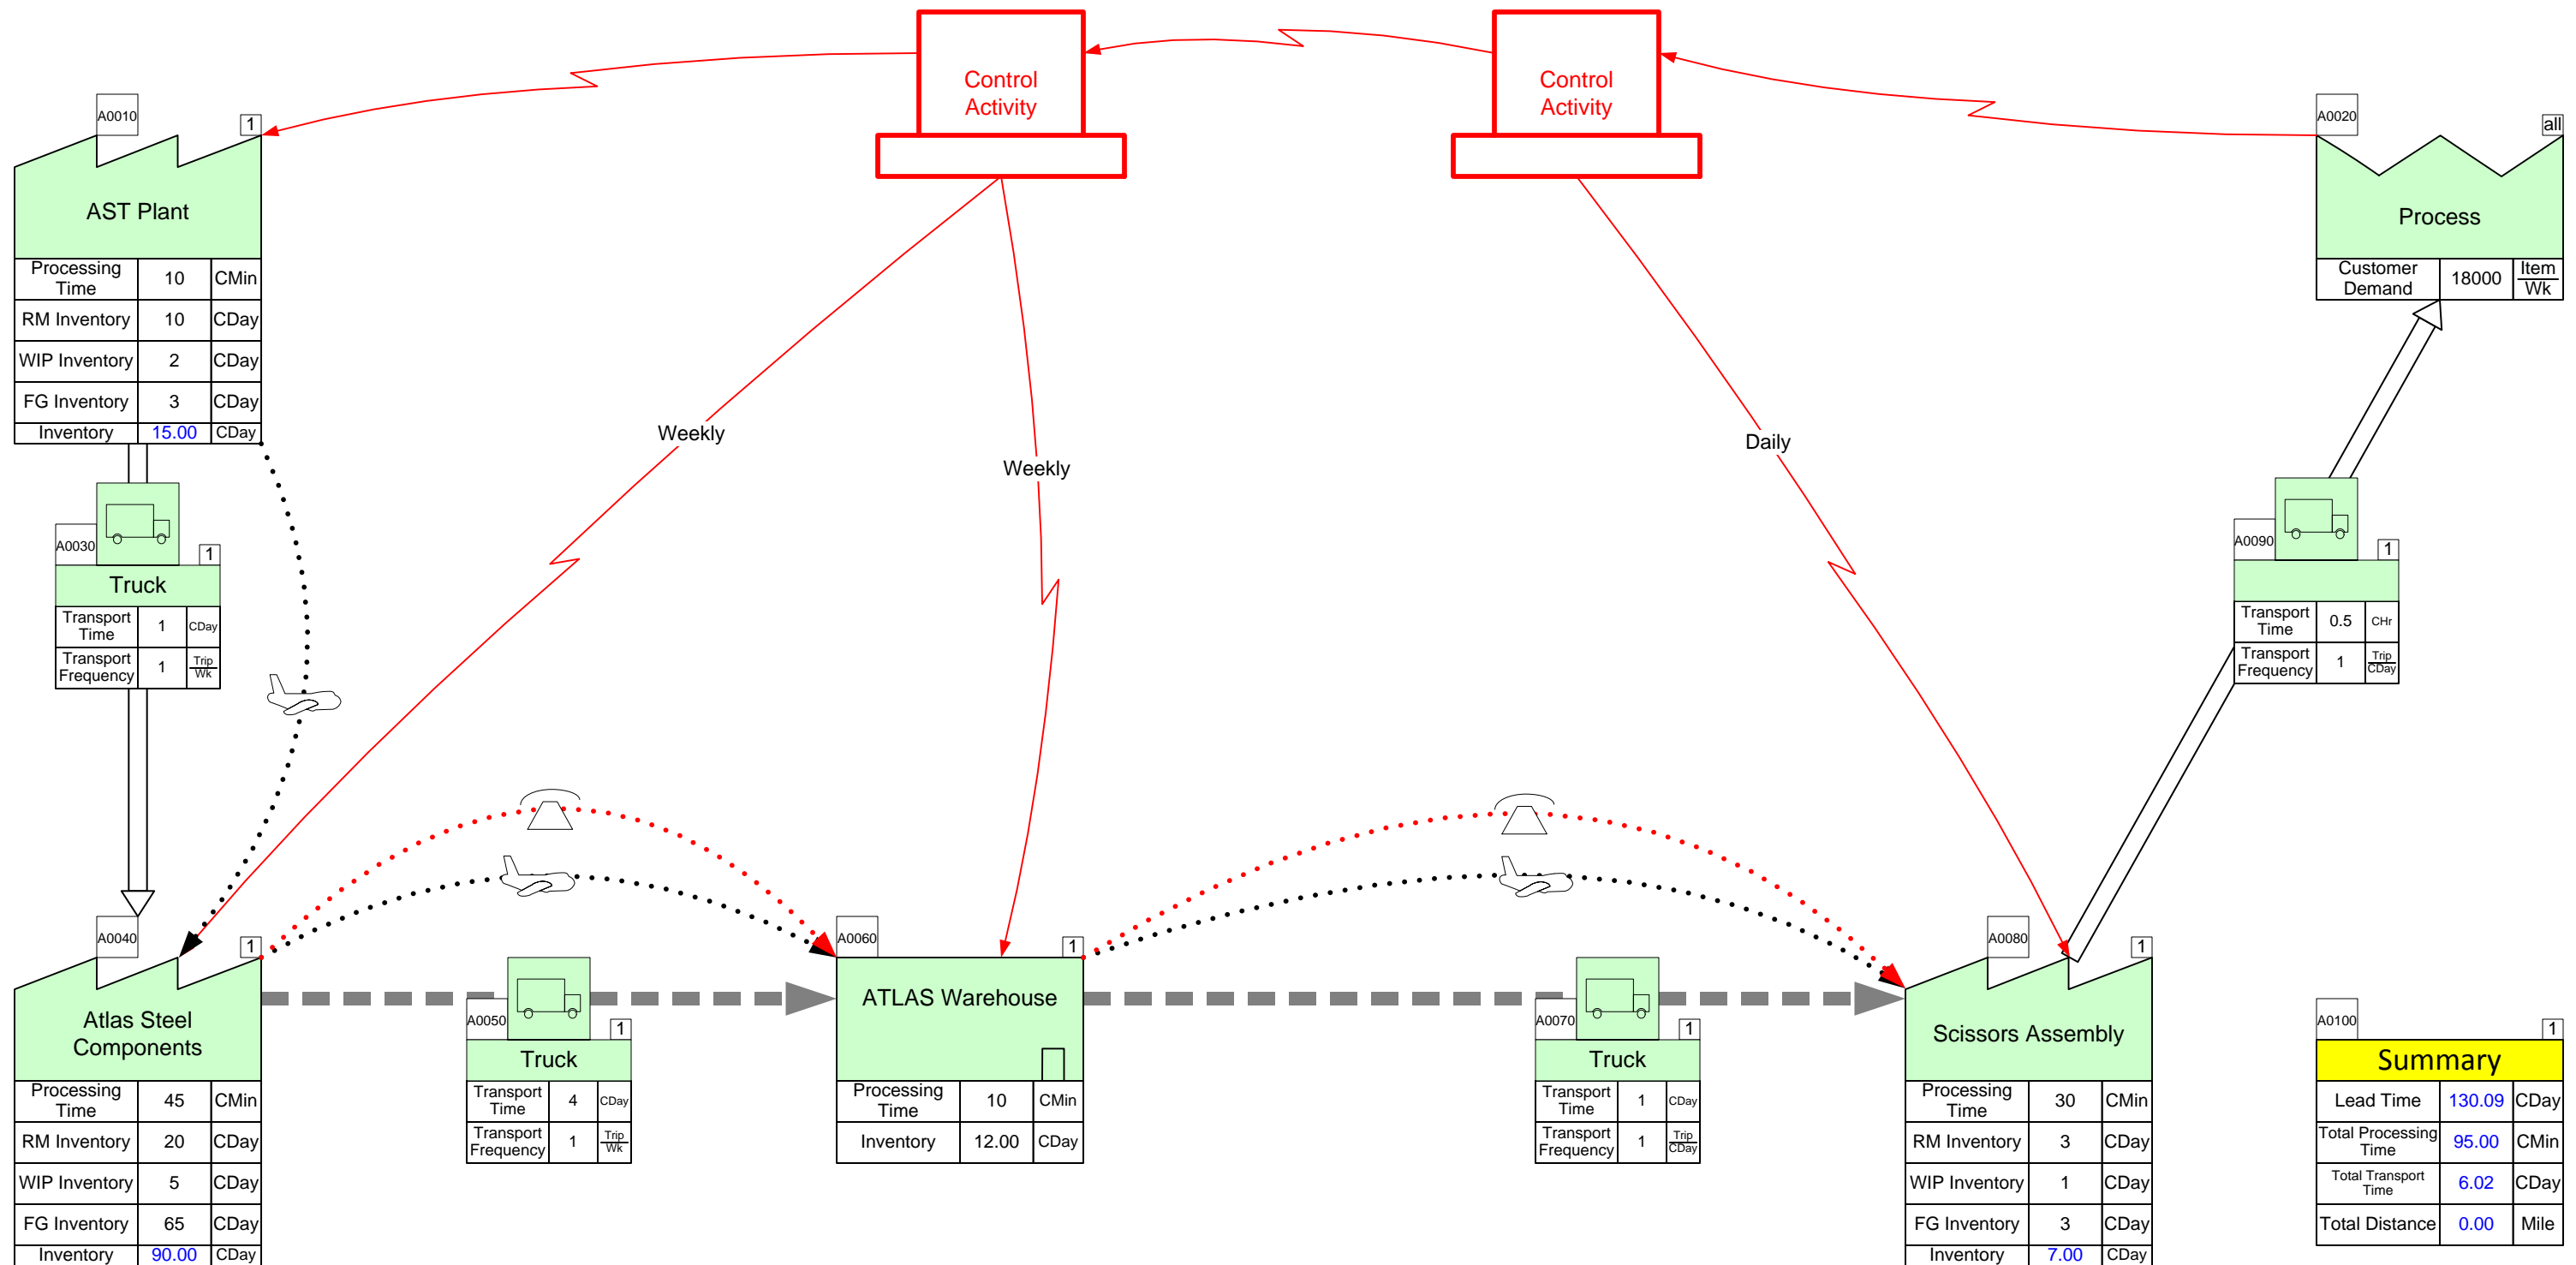 Control
Activity
Control
Activity
A0010
1
AST Plant
Processing
Time
10
CMin
RM Inventory
10
CDay
WIP Inventory
2
CDay
FG Inventory
3
CDay
Inventory
15.00
CDay
A0020
all
Process
Customer
Demand
18000
Item
Wk
Weekly
Weekly
Daily
A0030
1
Truck
Transport
Time
1
CDay
Transport
Frequency
1
Trip
Wk
A0090
1
Transport
Time
0.5
CHr
Transport
Frequency
1
Trip
CDay
A0040
1
Atlas Steel
Components
Processing
Time
45
CMin
RM Inventory
20
CDay
WIP Inventory
5
CDay
FG Inventory
65
CDay
Inventory
90.00
CDay
A0050
1
Truck
Transport
Time
4
CDay
Transport
Frequency
1
Trip
Wk
A0060
1
ATLAS Warehouse
Processing
Time
10
CMin
Inventory
12.00
CDay
A0070
1
Truck
Transport
Time
1
CDay
Transport
Frequency
1
Trip
CDay
A0080
1
Scissors Assembly
Processing
Time
30
CMin
RM Inventory
3
CDay
WIP Inventory
1
CDay
FG Inventory
3
CDay
Inventory
7.00
CDay
A0100
1
Summary
Lead Time
130.09
CDay
Total Processing
Time
95.00
CMin
Total Transport
Time
6.02
CDay
Total Distance
0.00
Mile